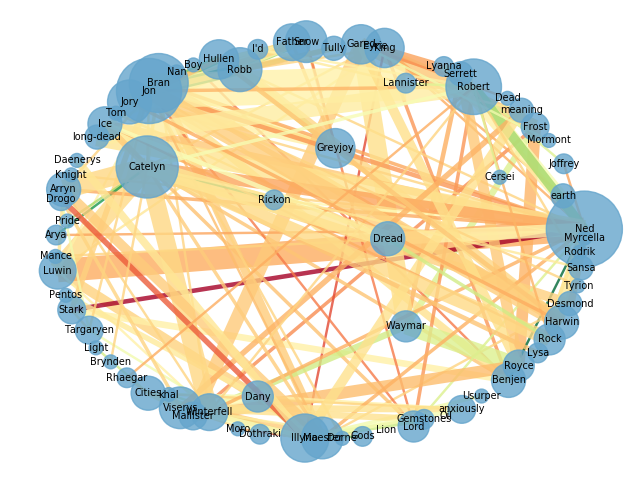 I'd
Father
Snow
Tully
Gared
Eyrie
King
Boy
Hullen
Robb
Nan
Bran
Jon
Jory
Tom
Ice
long-dead
Lyanna
Serrett
Robert
Lannister
Dead
meaning
Frost
Mormont
Greyjoy
Daenerys
Catelyn
Joffrey
Knight
Cersei
Arryn
Drogo
earth
Rickon
Pride
Arya
Ned
Myrcella
Dread
Rodrik
Mance
Luwin
Sansa
Tyrion
Pentos
Stark
Desmond
Targaryen
Waymar
Harwin
Rock
Light
Lysa
Brynden
Royce
Rhaegar
Benjen
Cities
khal
Dany
Usurper
Viserys
Mallister
Winterfell
anxiously
Gemstones
Lord
Moro
Dothraki
Lion
Illyrio
Maester
Dorne
Gods